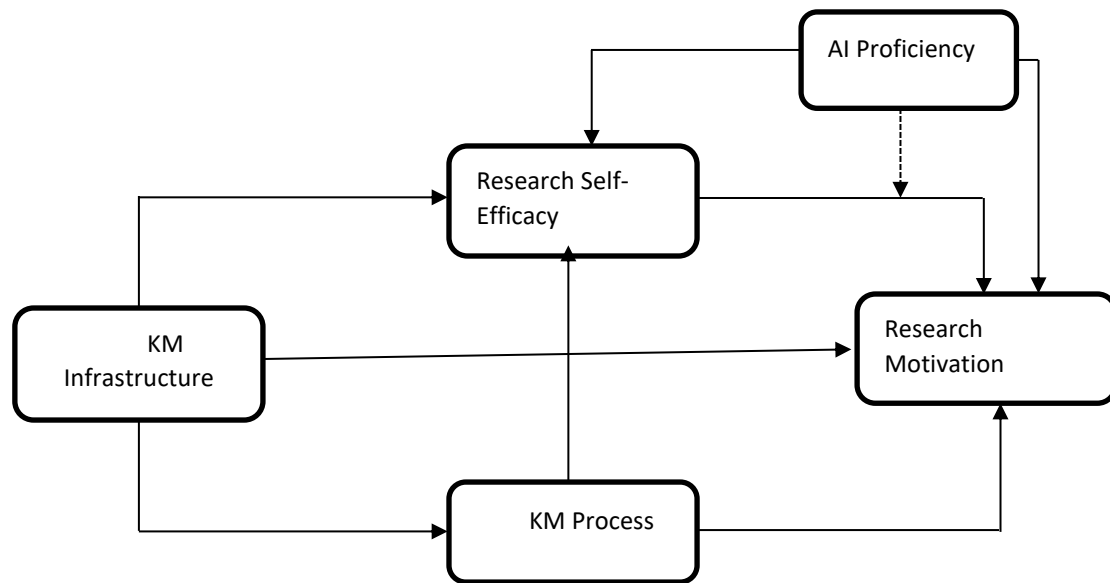 AI Proficiency
Research Self-
Efficacy
KM
Infrastructure
Research
Motivation
KM Process